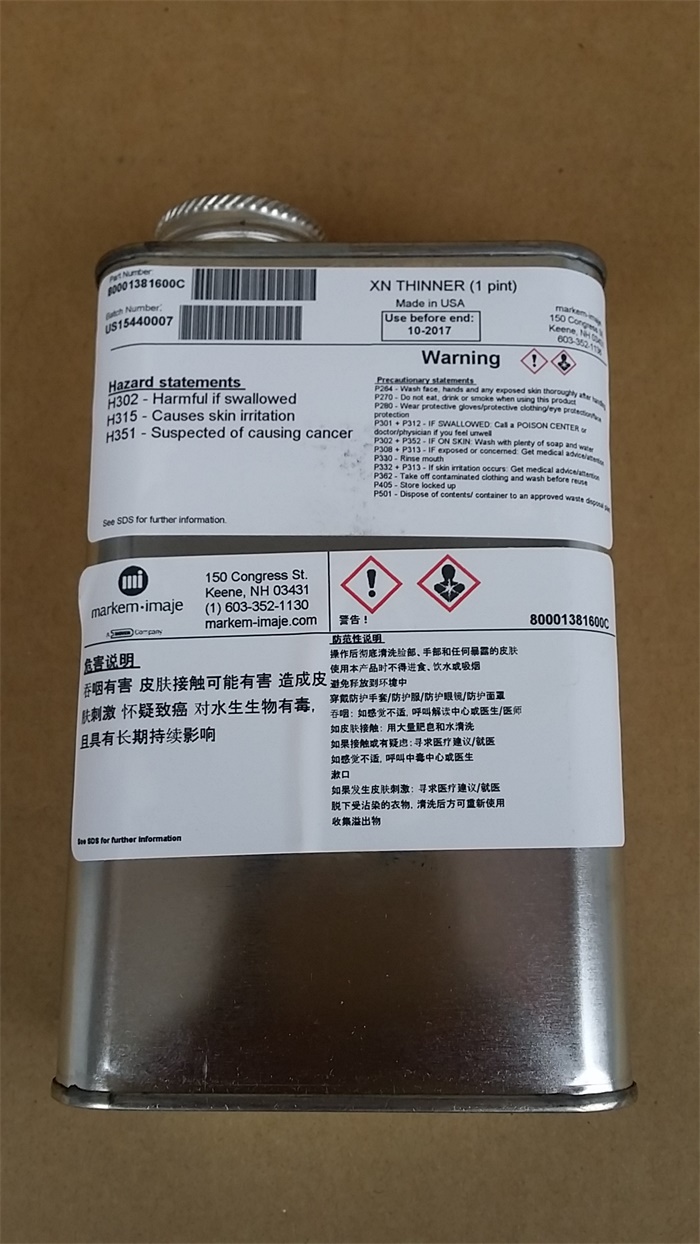 Part Number:
80001381600C
Batch Number:
US15440007
XN THINNER (1 pint)
Made in USA
Use before end:
10-2017
markem-imaje
150 Congress St.
Keene, NH 03431
603-352-1130
Warning
Hazard statements
H302 - Harmful if swallowed
H315 - Causes skin irritation
H351 - Suspected of causing cancer
See SDS for further information.
Precautionary statements
P264 - Wash face, hands and any exposed skin thoroughly after handling
P270 - Do not eat, drink or smoke when using this product
P280 - Wear protective gloves/protective clothing/eye protection/face
protection
P301 + P312 - IF SWALLOWED: Call a POISON CENTER or
doctor/physician if you feel unwell
P302 + P352 - IF ON SKIN: Wash with plenty of soap and water
P308 + P313 - IF exposed or concerned: Get medical advice/attention
P330 - Rinse mouth
P332 + P313 - If skin irritation occurs: Get medical advice/attention
P362 - Take off contaminated clothing and wash before reuse
P405 - Store locked up
P501 - Dispose of contents/ container to an approved waste disposal
markem·imaje
A Company
150 Congress St.
Keene, NH 03431
(1) 603-352-1130
markem-imaje.com
警告！
80001381600C
危害说明
吞咽有害 皮肤接触可能有害 造成皮
肤刺激 怀疑致癌 对水生生物有毒,
且具有长期持续影响
See SDS for further information
防范性说明
操作后彻底清洗脸部、手部和任何暴露的皮肤
使用本产品时不得进食、饮水或吸烟
避免释放到环境中
穿戴防护手套/防护服/防护眼镜/防护面罩
吞咽: 如感觉不适, 呼叫解读中心或医生/医师
如皮肤接触: 用大量肥皂和水清洗
如果接触或有疑虑: 寻求医疗建议/就医
如感觉不适, 呼叫中毒中心或医生
漱口
如果发生皮肤刺激: 寻求医疗建议/就医
脱下受沾染的衣物, 清洗后方可重新使用
收集溢出物